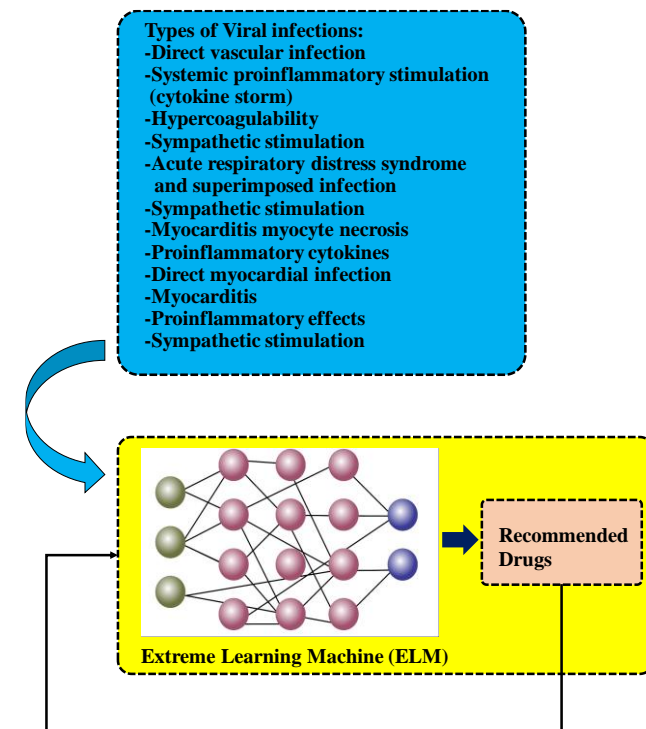 Types of Viral infections:
-Direct vascular infection
-Systemic proinflammatory stimulation
(cytokine storm)
-Hypercoagulability
-Sympathetic stimulation
-Acute respiratory distress syndrome
and superimposed infection
-Sympathetic stimulation
-Myocarditis myocyte necrosis
-Proinflammatory cytokines
-Direct myocardial infection
-Myocarditis
-Proinflammatory effects
-Sympathetic stimulation
Recommended
Drugs
Extreme Learning Machine (ELM)